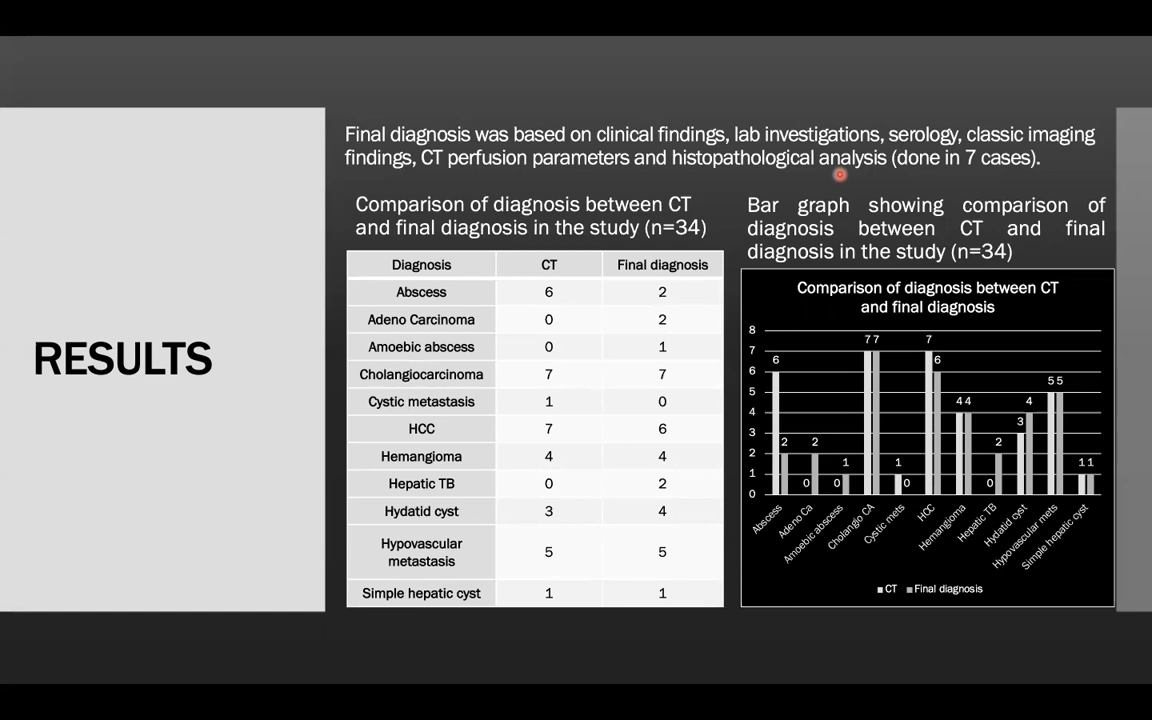 RESULTS
Final diagnosis was based on clinical findings, lab investigations, serology, classic imaging
findings, CT perfusion parameters and histopathological analysis (done in 7 cases).
Comparison of diagnosis between CT
and final diagnosis in the study (n=34)
Diagnosis CT Final diagnosis
Abscess 6 2
Adeno Carcinoma 0 2
Amoebic abscess 0 1
Cholangiocarcinoma 7 7
Cystic metastasis 1 0
HCC 7 6
Hemangioma 4 4
Hepatic TB 0 2
Hydatid cyst 3 4
Hypovascular
metastasis 5 5
Simple hepatic cyst 1 1
Bar graph showing comparison of
diagnosis between CT and final
diagnosis in the study (n=34)
Comparison of diagnosis between CT
and final diagnosis
8
7
6
5
4
3
2
1
0
6 2 0 2 0 1 7 7 1 0 7 6 4 4 0 2 3 4 5 5 1 1
Abscess
Adeno Ca
Amoebic abscess
Cholangio CA
Cystic mets
HCC
Hemangioma
Hepatic TB
Hydatid cyst
Hypovascular mets
Simple hepatic cyst
CT Final diagnosis